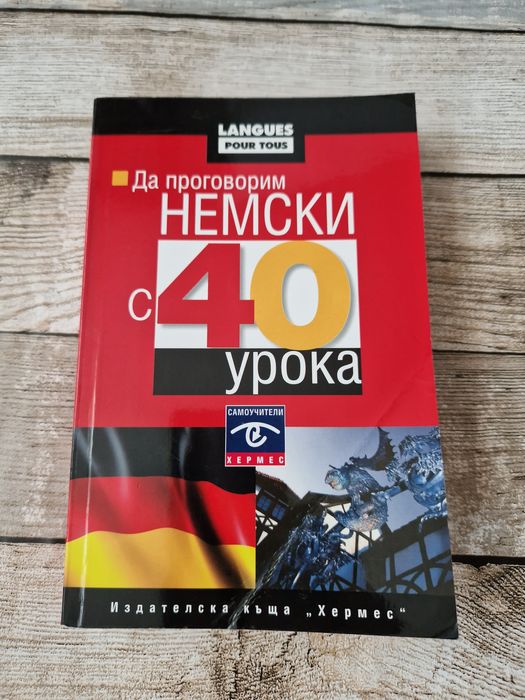 LANGUES
POUR TOUS
Да проговорим
НЕМСКИ
с 40
урока
САМОУЧИТЕЛИ
ХЕРМЕС
Издателска къща „Хермес“